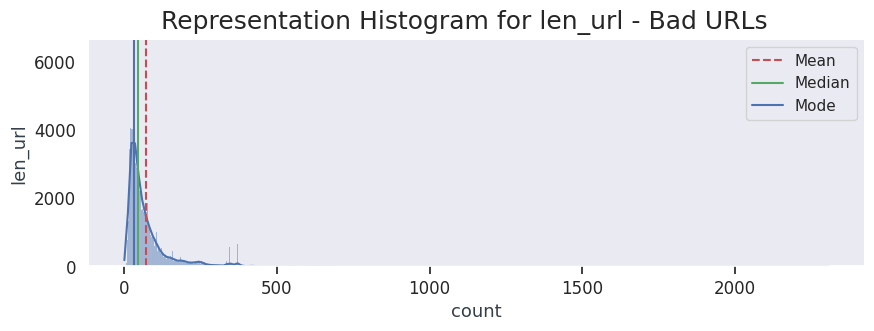 Representation Histogram for len_url - Bad URLs
Mean
Median
Mode
len_url
6000
4000
2000
0
0 500 1000 1500 2000
count